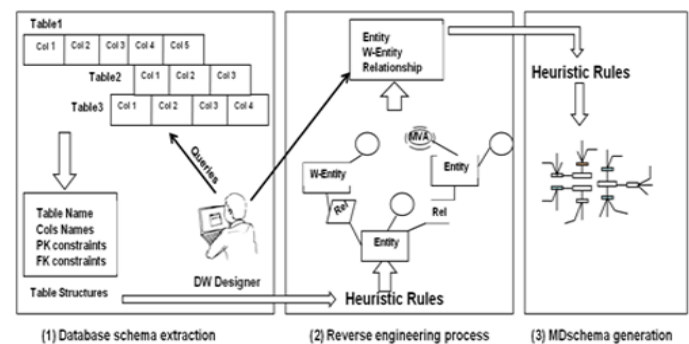 Table1
Col 1 Col 2 Col 3 Col 4 Col 5
Table2 Col 1 Col 2 Col 3
Table3 Col 1 Col 2 Col 3 Col 4
Queries
Table Name
Cols Names
PK constraints
FK constraints
Table Structures
DW Designer
(1) Database schema extraction
Entity
W-Entity
Relationship
MVA
W-Entity
Entity
Rel
Rel
Entity
Heuristic Rules
(2) Reverse engineering process
Heuristic Rules
(3) MDschema generation